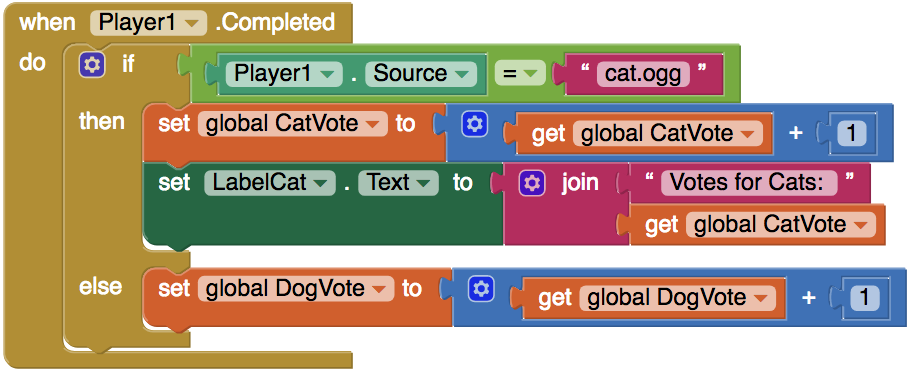 when Player1 .Completed
do if Player1 . Source = “ cat.ogg ”
then set global CatVote to get global CatVote + 1
set LabelCat . Text to join “ Votes for Cats: ”
get global CatVote
else set global DogVote to get global DogVote + 1